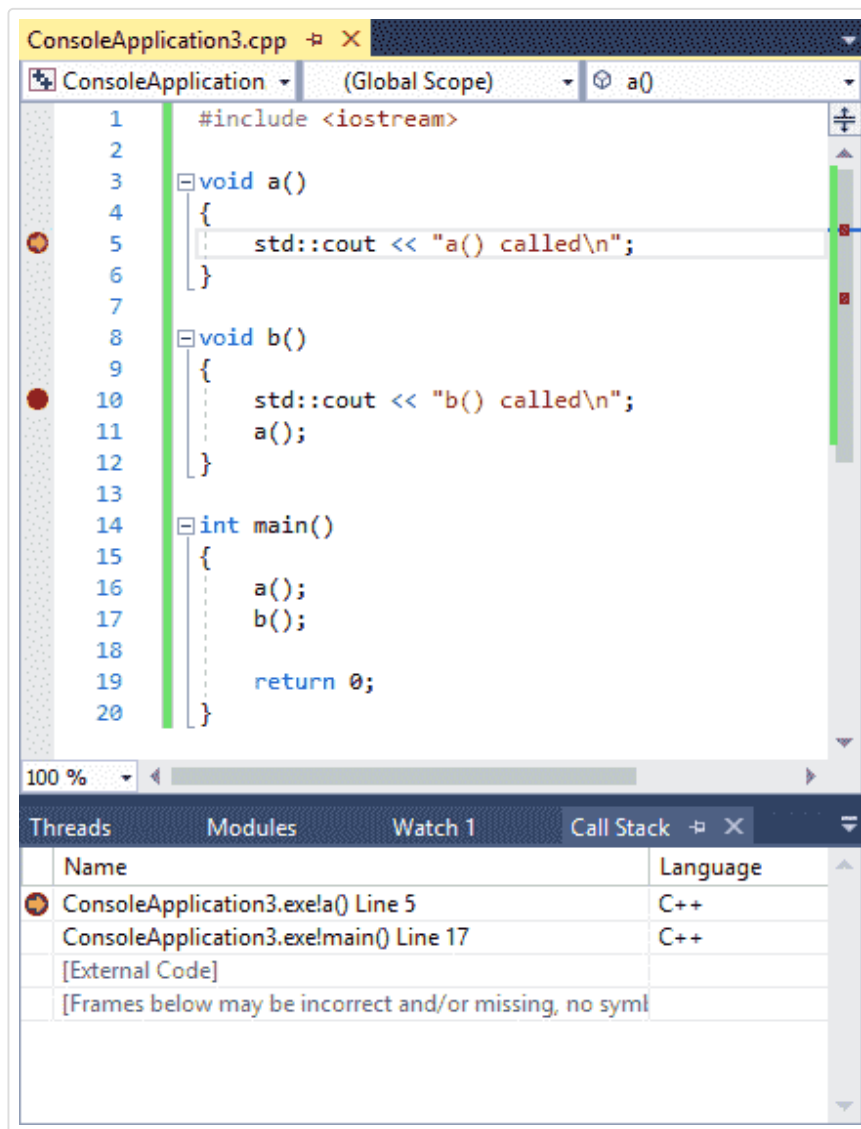 ConsoleApplication3.cpp
ConsoleApplication (Global Scope) a()
1 #include <iostream>
2
3 void a()
4 {
5 std::cout << "a() called\n";
6 }
7
8 void b()
9 {
10 std::cout << "b() called\n";
11 a();
12 }
13
14 int main()
15 {
16 a();
17 b();
18
19 return 0;
20 }
100 %
Threads Modules Watch 1 Call Stack
Name Language
ConsoleApplication3.exe!a() Line 5 C++
ConsoleApplication3.exe!main() Line 17 C++
[External Code]
[Frames below may be incorrect and/or missing, no symb